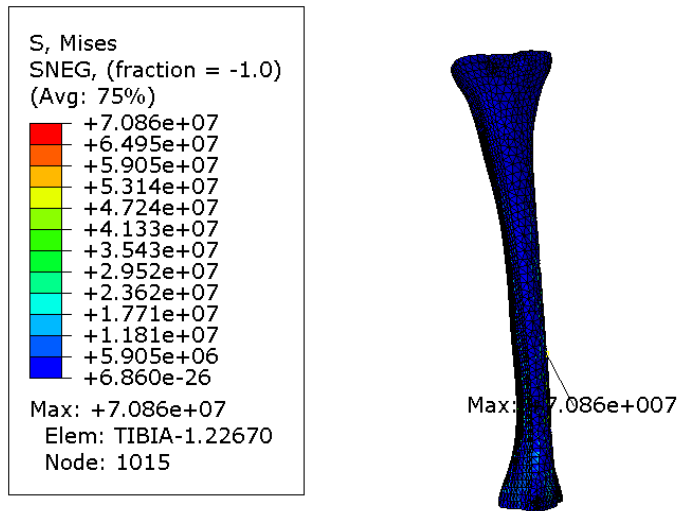 S, Mises
SNEG, (fraction = -1.0)
(Avg: 75%)
+7.086e+07
+6.495e+07
+5.905e+07
+5.314e+07
+4.724e+07
+4.133e+07
+3.543e+07
+2.952e+07
+2.362e+07
+1.771e+07
+1.181e+07
+5.905e+06
+6.860e-26
Max: +7.086e+07
Elem: TIBIA-1.22670
Node: 1015
Max: +7.086e+007